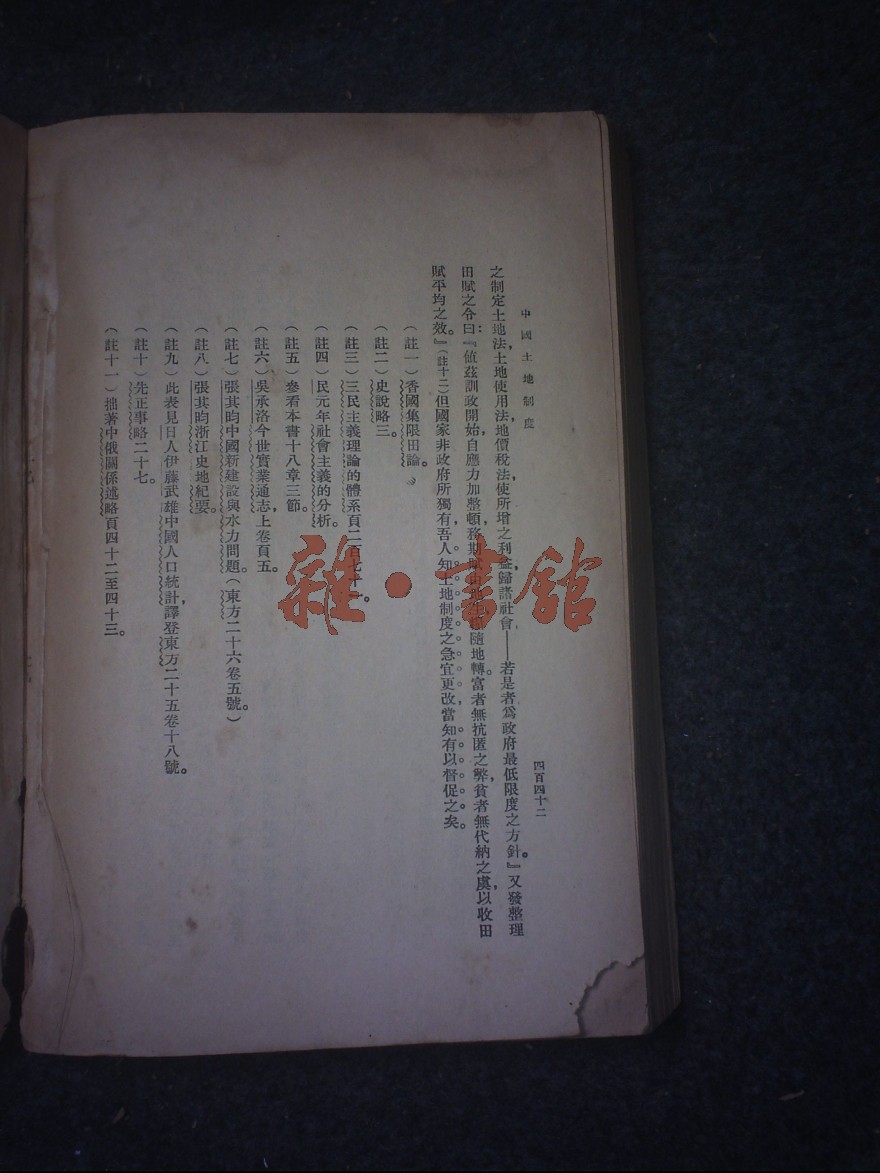 中國土地制度
四百四十二
之制定土地法，土地使用法，地價稅法，使所增之利益歸諸社會——若是者爲政府最低限度之方針。』又發整理
田賦之令曰：『值茲訓政開始，自應力加整頓，務期賦由地生，隨地轉。富者無抗匿之弊，貧者無代納之虞，以收田
賦平均之效。』（註十二）但國家非政府所獨有，吾人知土地制度之急宜更改，當知有以督促之矣。
（註一）香國集限田論。
（註二）史說略三。
（註三）三民主義理論的體系頁二百七十一。
（註四）民元年社會主義的分析。
（註五）參看本書十八章三節。
（註六）吳承洛今世實業通志，上卷頁五。
（註七）張其昀中國新建設與水力問題。（東方二十六卷五號。）
（註八）張其昀浙江史地紀要。
（註九）此表見日人伊藤武雄中國人口統計，譯登東方二十五卷十八號。
（註十）先正事略二十七。
（註十一）拙著中俄關係述略頁四十二至四十三。
雜·書館